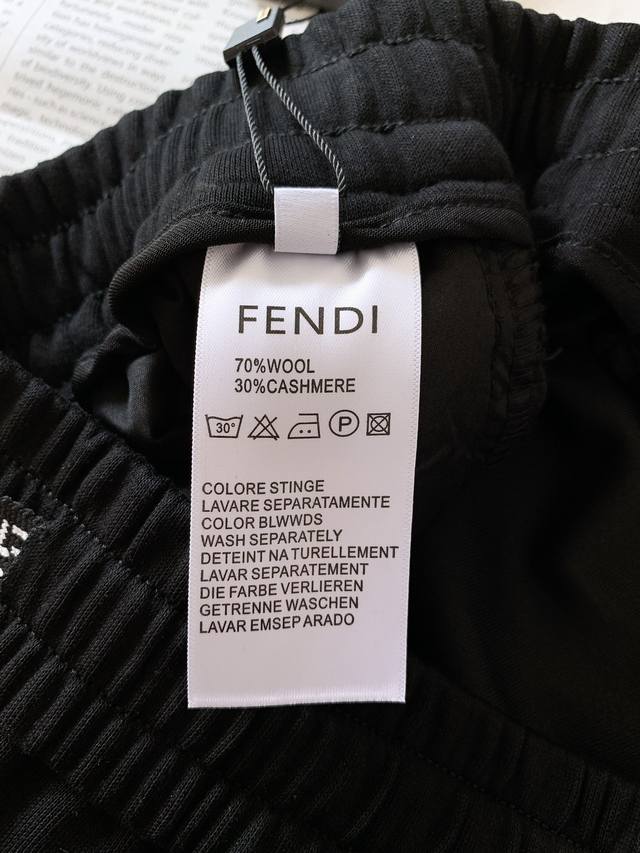 FENDI
70%WOOL
30%CASHMERE
30°
P
COLORE STINGE
LAVARE SEPARATAMENTE
COLOR BLWWDS
WASH SEPARATELY
DETEINT NA TURELLEMENT
LAVAR SEPARATEMENT
DIE FARBE VERLIEREN
GETRENNE WASCHEN
LAVAR EMSEP ARADO